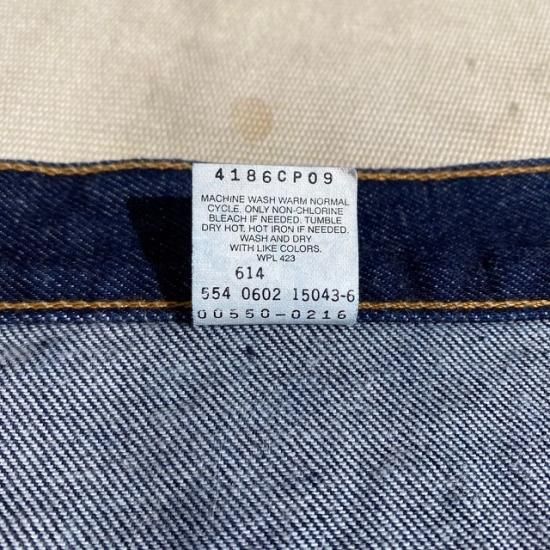 4186CP09
MACHINE WASH WARM NORMAL
CYCLE. ONLY NON-CHLORINE
BLEACH IF NEEDED. TUMBLE
DRY HOT. HOT IRON IF NEEDED.
WASH AND DRY
WITH LIKE COLORS.
WPL 423
614
554 0602 15043-6
00550-0216